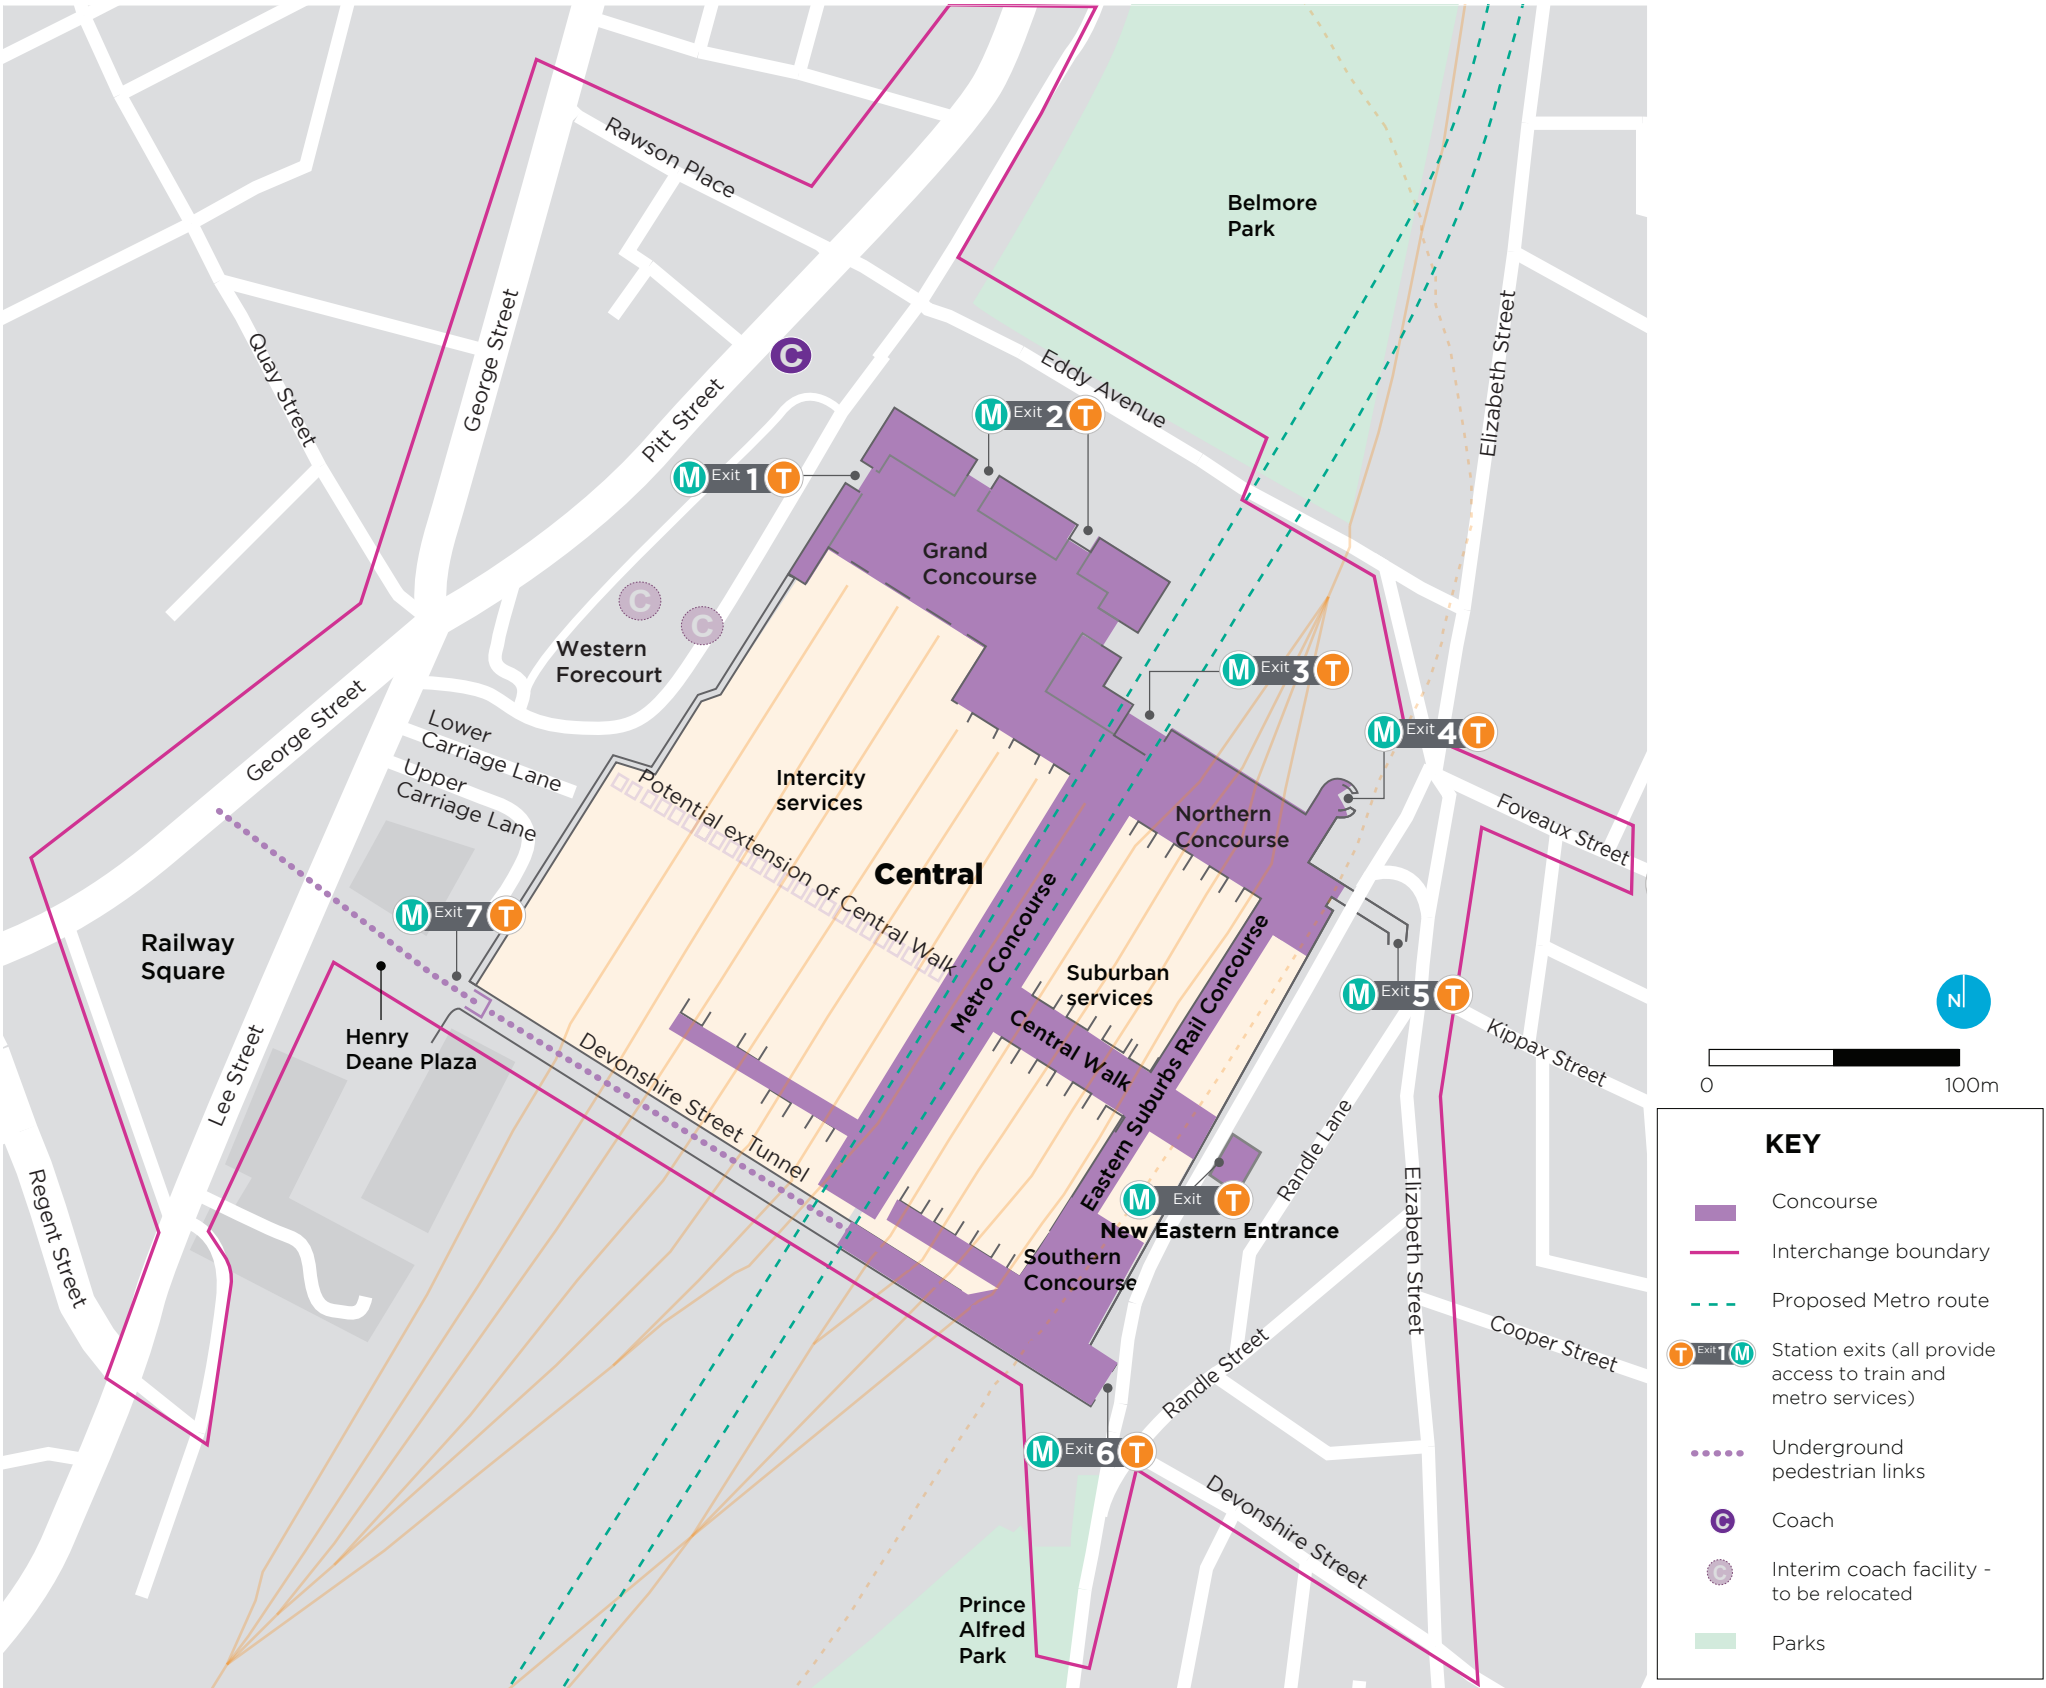 Rawson Place
Belmore
Park
George Street
Quay Street
Pitt Street
C
Eddy Avenue
Elizabeth Street
M Exit 2 T
M Exit 1 T
Grand
Concourse
C
C
Western
Forecourt
M Exit 3 T
M Exit 4 T
George Street
Lower
Carriage Lane
Upper
Carriage Lane
Intercity
services
Potential extension of Central Walk
Northern
Concourse
Foveaux Street
Central
M Exit 7 T
Railway
Square
Metro Concourse
Suburban
services
Eastern Suburbs Rail Concourse
Central Walk
M Exit 5 T
Kippax Street
Henry
Deane Plaza
Devonshire Street Tunnel
Lee Street
Randle Lane
M Exit T
New Eastern Entrance
Regent Street
Elizabeth Street
Southern
Concourse
Cooper Street
Randle Street
M Exit 6 T
Devonshire Street
Prince
Alfred
Park
N
0 100m
KEY
Concourse
Interchange boundary
Proposed Metro route
T Exit 1 M
Station exits (all provide
access to train and
metro services)
Underground
pedestrian links
C
Coach
C
Interim coach facility -
to be relocated
Parks